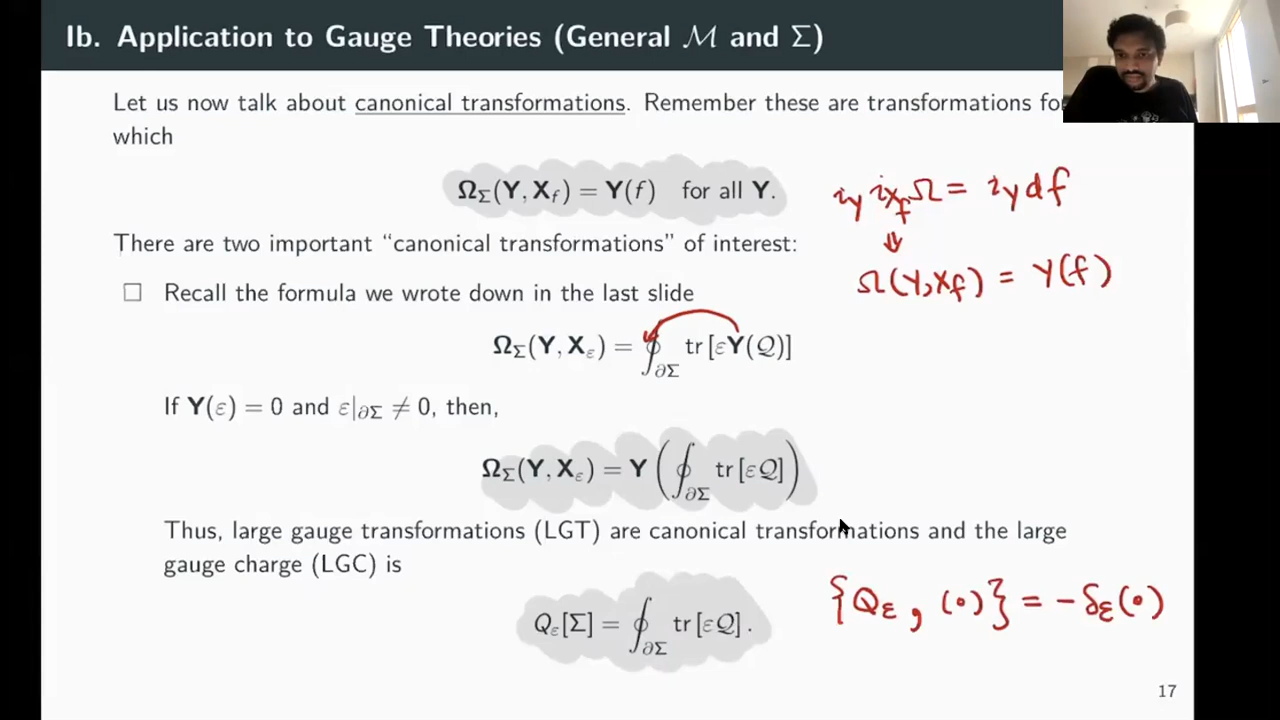 Ib. Application to Gauge Theories (General ℳ and Σ)
Let us now talk about canonical transformations. Remember these are transformations fo
which
Ω_Σ(Y, X_f) = Y(f) for all Y.
i_Y i_{X_f} Ω = i_Y df
⇓
Ω(Y, X_f) = Y(f)
There are two important “canonical transformations” of interest:
□ Recall the formula we wrote down in the last slide
Ω_Σ(Y, X_ε) = ∮_{∂Σ} tr[εY(𝒬)]
If Y(ε) = 0 and ε|_{∂Σ} ≠ 0, then,
Ω_Σ(Y, X_ε) = Y(∮_{∂Σ} tr[ε𝒬])
Thus, large gauge transformations (LGT) are canonical transformations and the large
gauge charge (LGC) is
{Q_ε, (•)} = -δ_ε(•)
Q_ε[Σ] = ∮_{∂Σ} tr[ε𝒬].
17